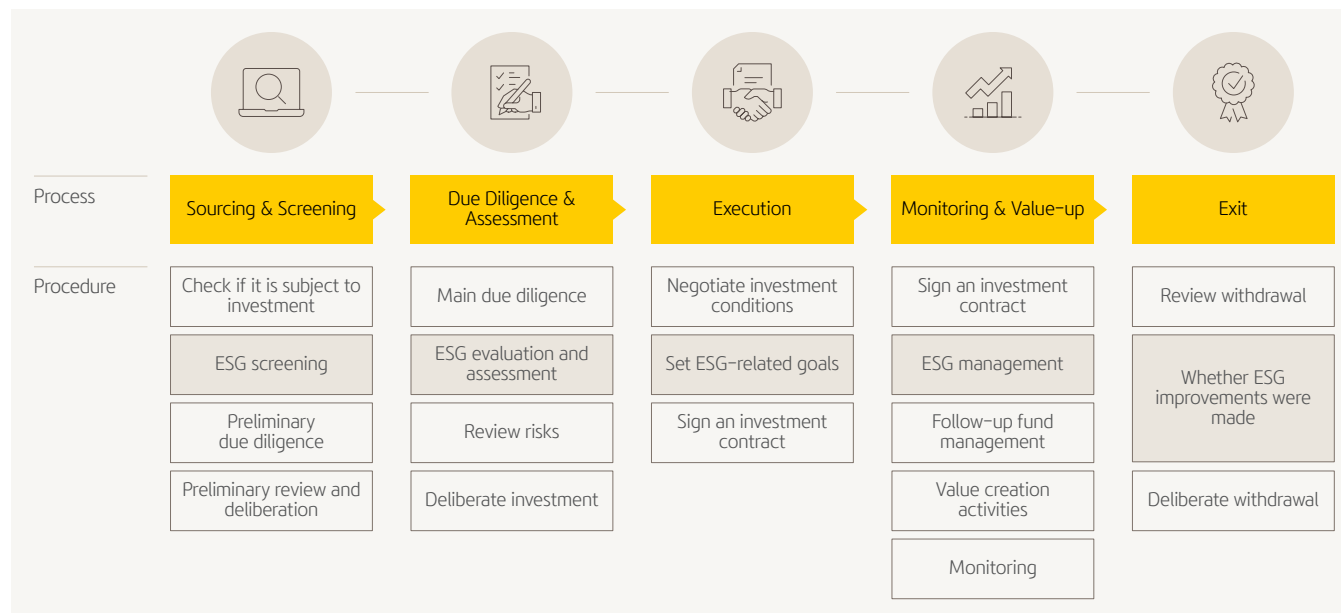 Process
Sourcing & Screening
Due Diligence &
Assessment
Execution
Monitoring & Value-up
Exit
Procedure
Check if it is subject to
investment
ESG screening
Preliminary
due diligence
Preliminary review and
deliberation
Main due diligence
ESG evaluation and
assessment
Review risks
Deliberate investment
Negotiate investment
conditions
Set ESG-related goals
Sign an investment
contract
Sign an investment
contract
ESG management
Follow-up fund
management
Value creation
activities
Monitoring
Review withdrawal
Whether ESG
improvements were
made
Deliberate withdrawal